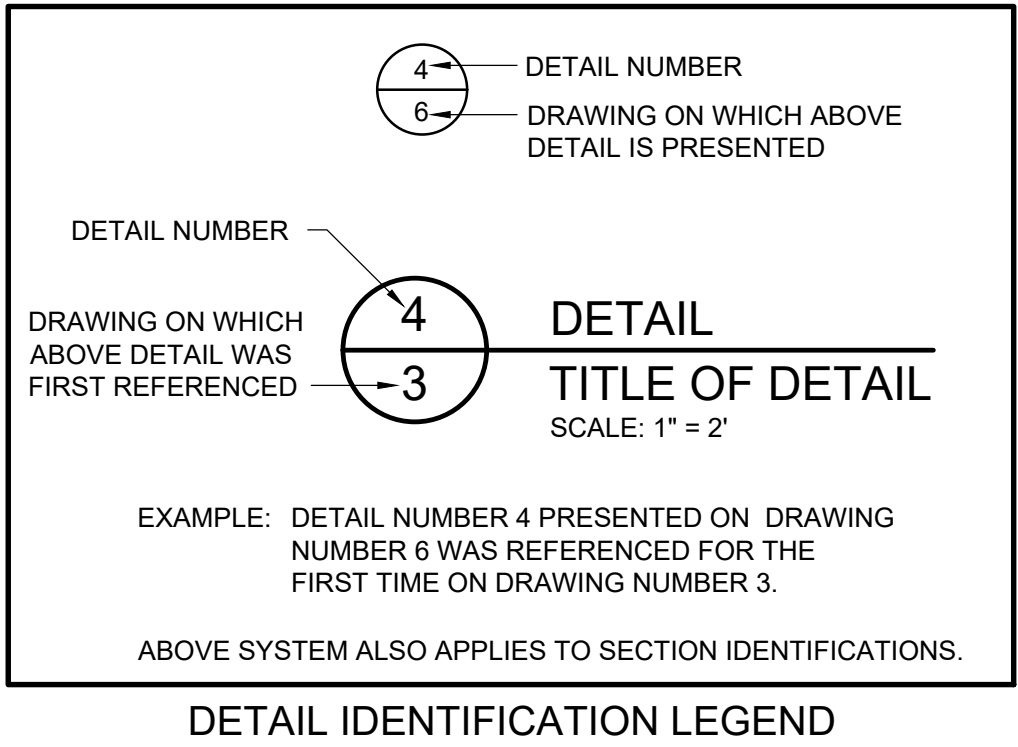 4
DETAIL NUMBER
6
DRAWING ON WHICH ABOVE
DETAIL IS PRESENTED
DETAIL NUMBER
4
DRAWING ON WHICH
ABOVE DETAIL WAS
FIRST REFERENCED
3
DETAIL
TITLE OF DETAIL
SCALE: 1" = 2'
EXAMPLE: DETAIL NUMBER 4 PRESENTED ON DRAWING
NUMBER 6 WAS REFERENCED FOR THE
FIRST TIME ON DRAWING NUMBER 3.
ABOVE SYSTEM ALSO APPLIES TO SECTION IDENTIFICATIONS.
DETAIL IDENTIFICATION LEGEND